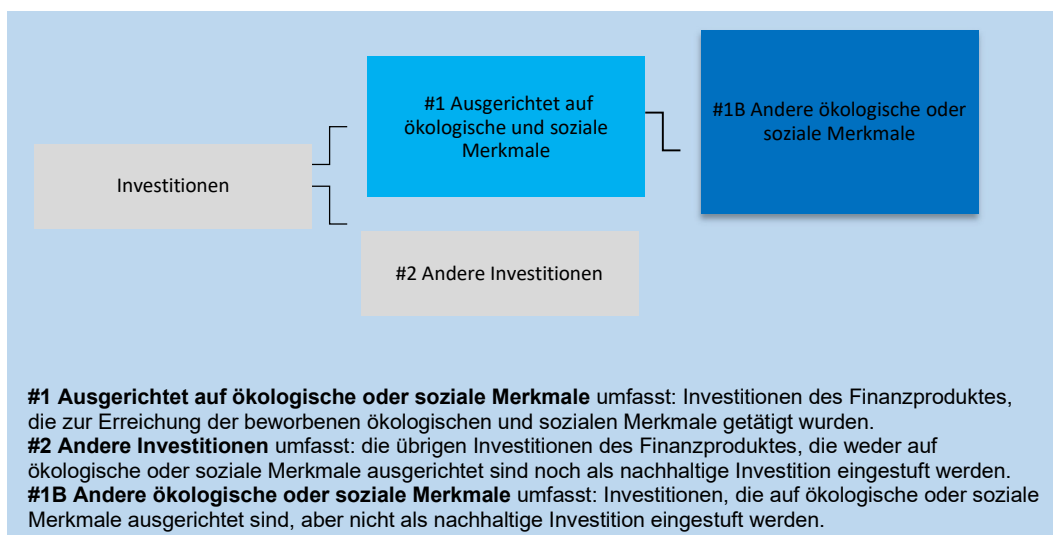 #1 Ausgerichtet auf
ökologische und soziale
Merkmale
#1B Andere ökologische oder
soziale Merkmale
Investitionen
#2 Andere Investitionen
#1 Ausgerichtet auf ökologische oder soziale Merkmale umfasst: Investitionen des Finanzproduktes,
die zur Erreichung der beworbenen ökologischen und sozialen Merkmale getätigt wurden.
#2 Andere Investitionen umfasst: die übrigen Investitionen des Finanzproduktes, die weder auf
ökologische oder soziale Merkmale ausgerichtet sind noch als nachhaltige Investition eingestuft werden.
#1B Andere ökologische oder soziale Merkmale umfasst: Investitionen, die auf ökologische oder soziale
Merkmale ausgerichtet sind, aber nicht als nachhaltige Investition eingestuft werden.